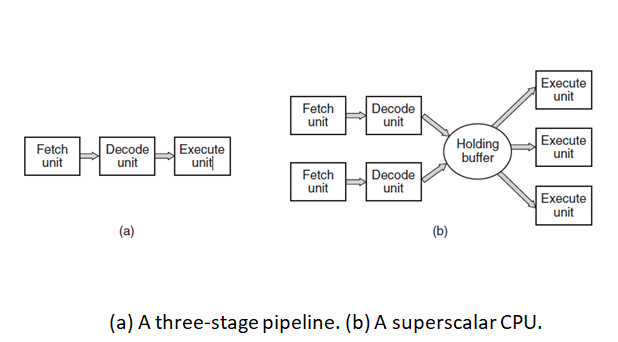 Fetch
unit
Decode
unit
Execute
unit
(a)
Fetch
unit
Decode
unit
Fetch
unit
Decode
unit
Holding
buffer
Execute
unit
Execute
unit
Execute
unit
(b)
(a) A three-stage pipeline. (b) A superscalar CPU.